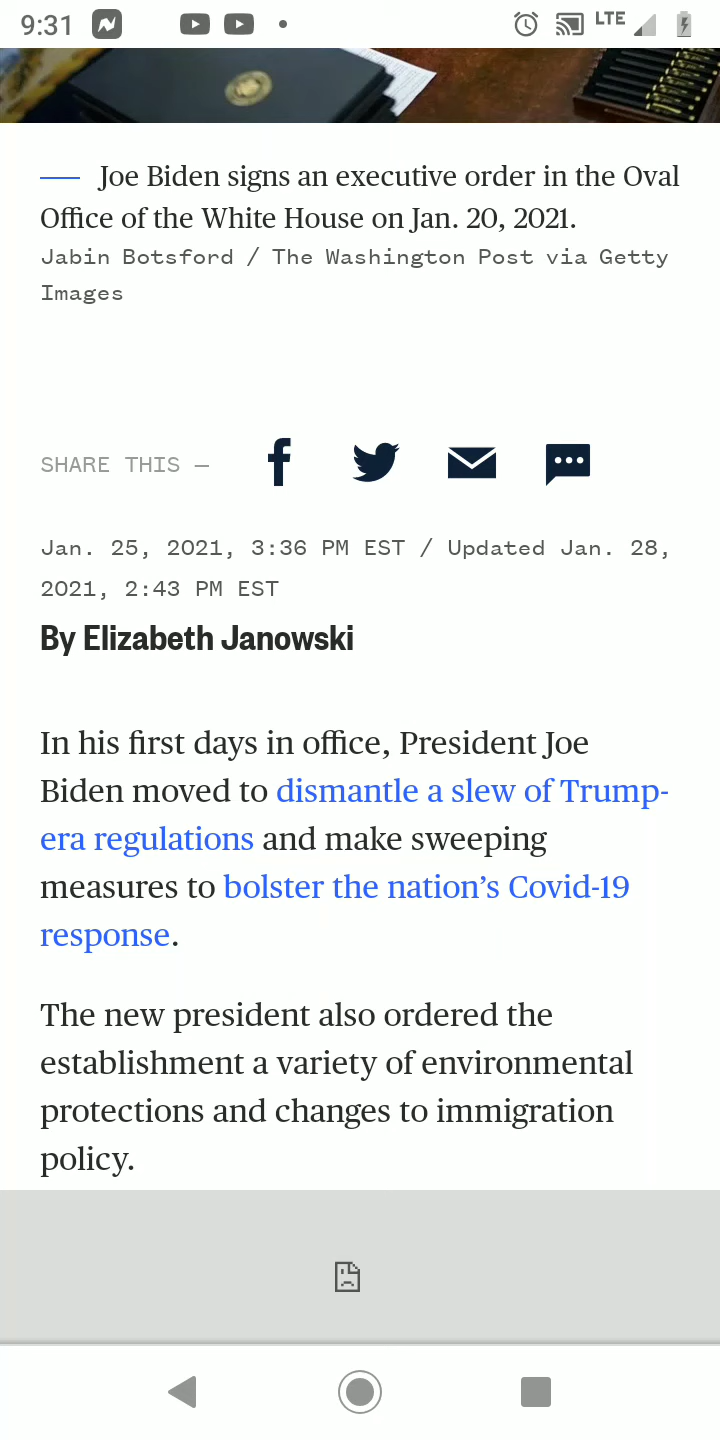 9:31
LTE
Joe Biden signs an executive order in the Oval
Office of the White House on Jan. 20, 2021.
Jabin Botsford / The Washington Post via Getty
Images
SHARE THIS —
Jan. 25, 2021, 3:36 PM EST / Updated Jan. 28,
2021, 2:43 PM EST
By Elizabeth Janowski
In his first days in office, President Joe
Biden moved to dismantle a slew of Trump-
era regulations and make sweeping
measures to bolster the nation’s Covid-19
response.
The new president also ordered the
establishment a variety of environmental
protections and changes to immigration
policy.